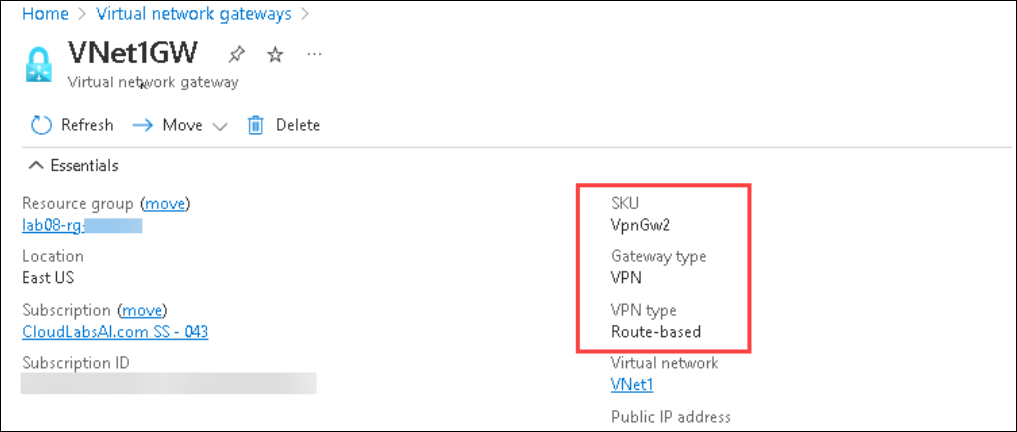 Home > Virtual network gateways >
VNet1GW
Virtual network gateway
Refresh Move Delete
Essentials
Resource group (move)
lab08-rg-
Location
East US
Subscription (move)
CloudLabsAI.com SS - 043
Subscription ID
SKU
VpnGw2
Gateway type
VPN
VPN type
Route-based
Virtual network
VNet1
Public IP address